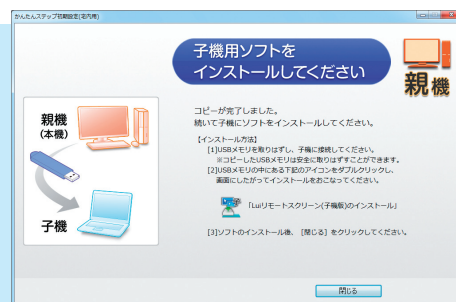 かんたんステップ初期設定(宅内用)
子機用ソフトを
インストールしてください
親機
コピーが完了しました。
続いて子機にソフトをインストールしてください。
【インストール方法】
[1]USBメモリを取りはずし、子機に接続してください。
※コピーしたUSBメモリは安全に取りはずすことができます。
[2]USBメモリの中にある下記のアイコンをダブルクリックし、
画面にしたがってインストールをおこなってください。
「Luiリモートスクリーン(子機版)のインストール」
[3]ソフトのインストール後、[閉じる]をクリックしてください。
親機
(本機)
子機
閉じる